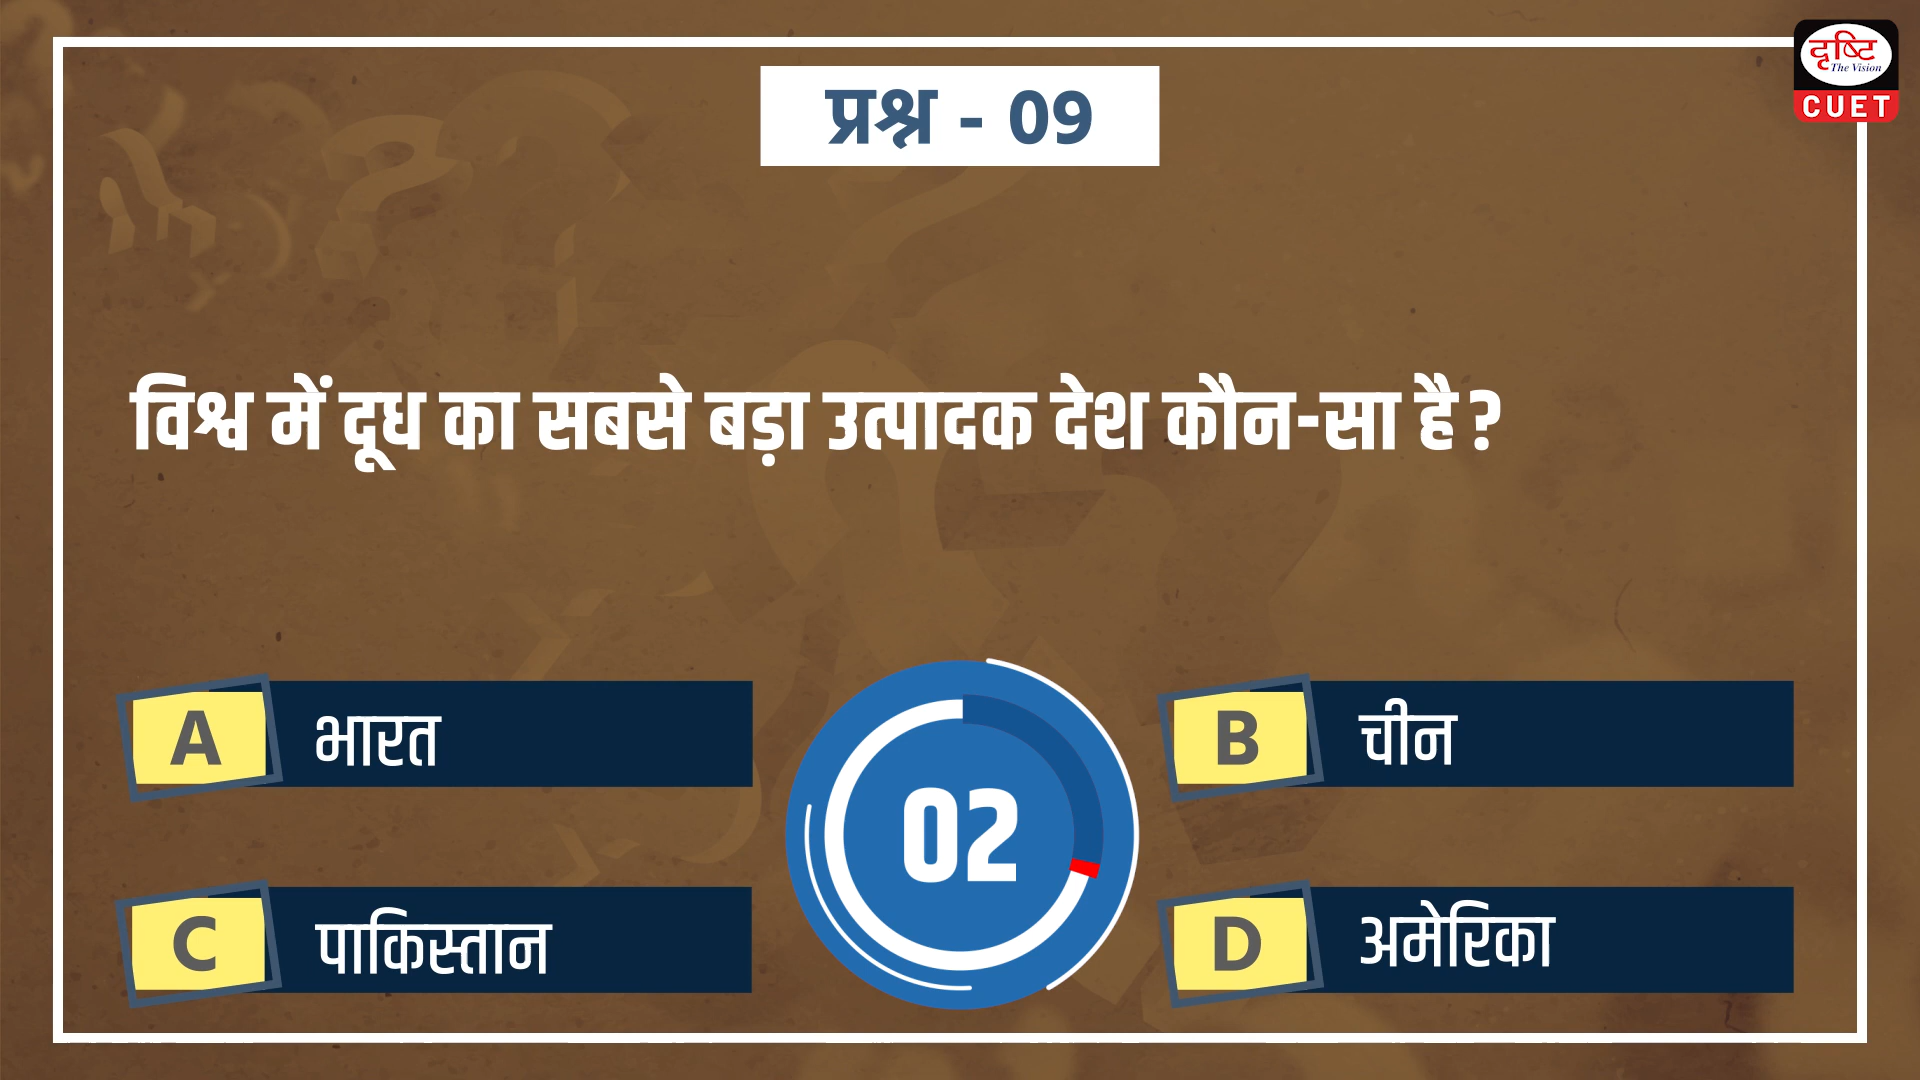 दृष्टि
The Vision
CUET
प्रश्न - 09
विश्व में दूध का सबसे बड़ा उत्पादक देश कौन-सा है?
A भारत
B चीन
02
C पाकिस्तान
D अमेरिका